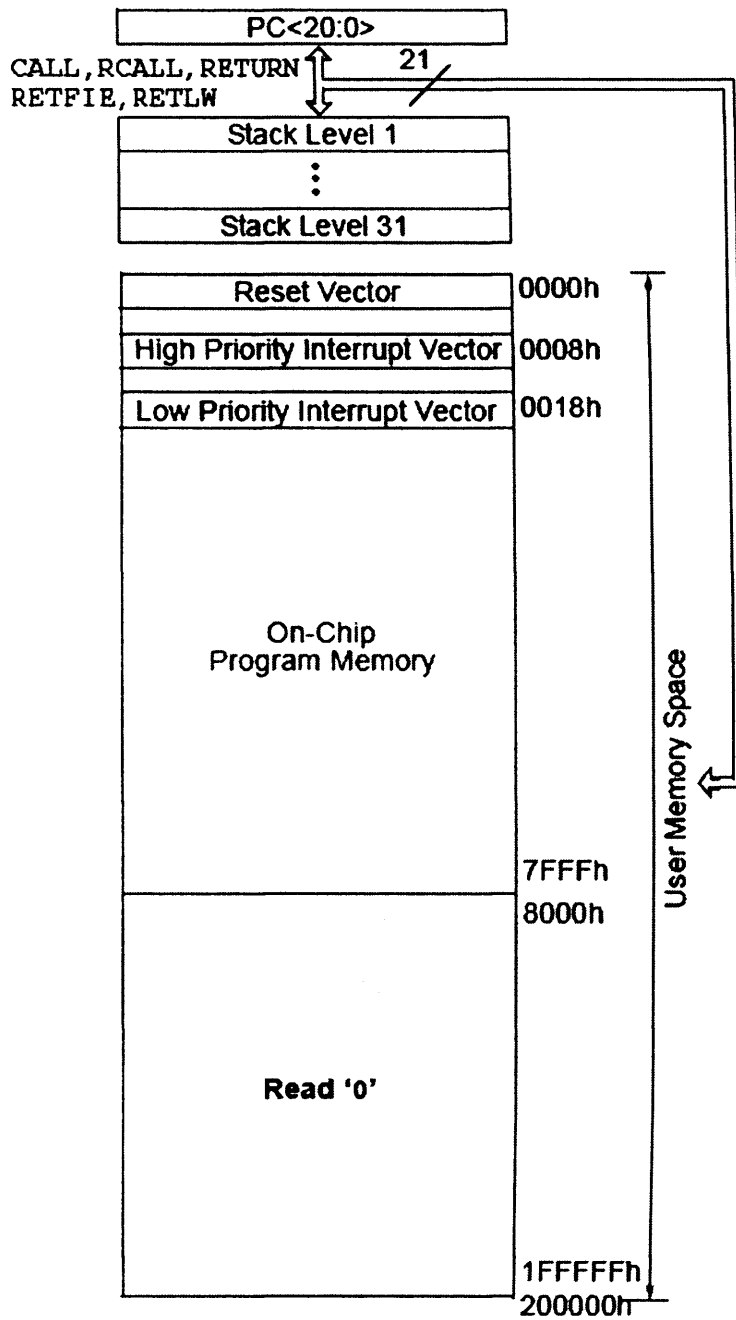 PC<20:0>
CALL,RCALL,RETURN
RETFIE,RETLW
21
Stack Level 1
Stack Level 31
Reset Vector
0000h
High Priority Interrupt Vector
0008h
Low Priority Interrupt Vector
0018h
On-Chip
Program Memory
User Memory Space
7FFFh
8000h
Read ‘0’
1FFFFFh
200000h